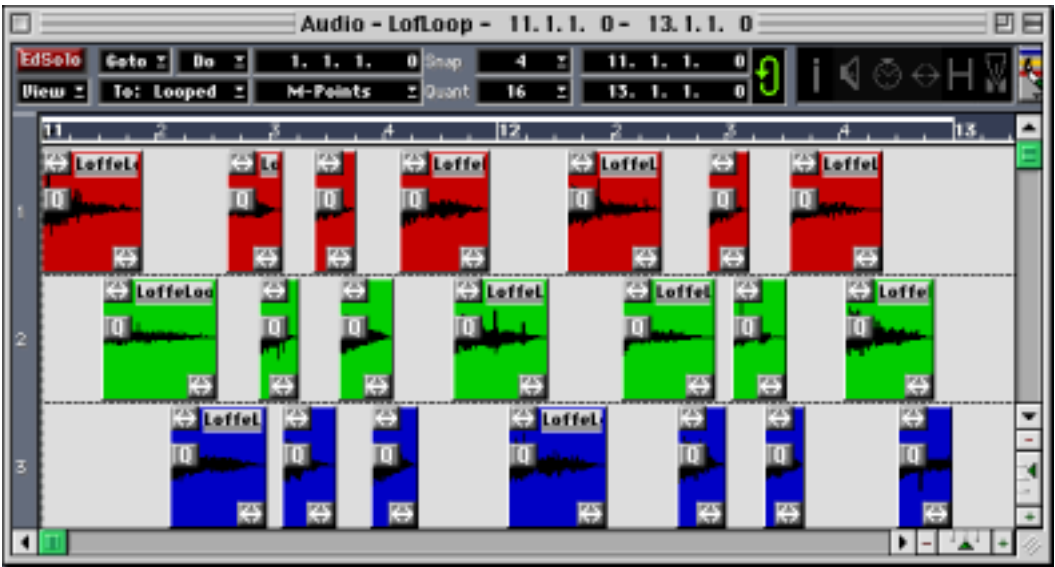 Audio - LofLoop - 11. 1. 1. 0 - 13. 1. 1. 0
EdSolo Goto Do 1. 1. 1. 0 Snap 4 11. 1. 1. 0
View To: Looped M-Points Quant 16 13. 1. 1. 0
11 2 3 4 12 2 3 4 13
LoffeL Lo Loffel LoffeL Loffel
Q Q Q Q Q Q Q
1
LoffeLoo LoffeL Loffel Loffe
Q Q Q Q Q Q Q
2
LoffeL LoffeL
Q Q Q Q Q Q Q
3